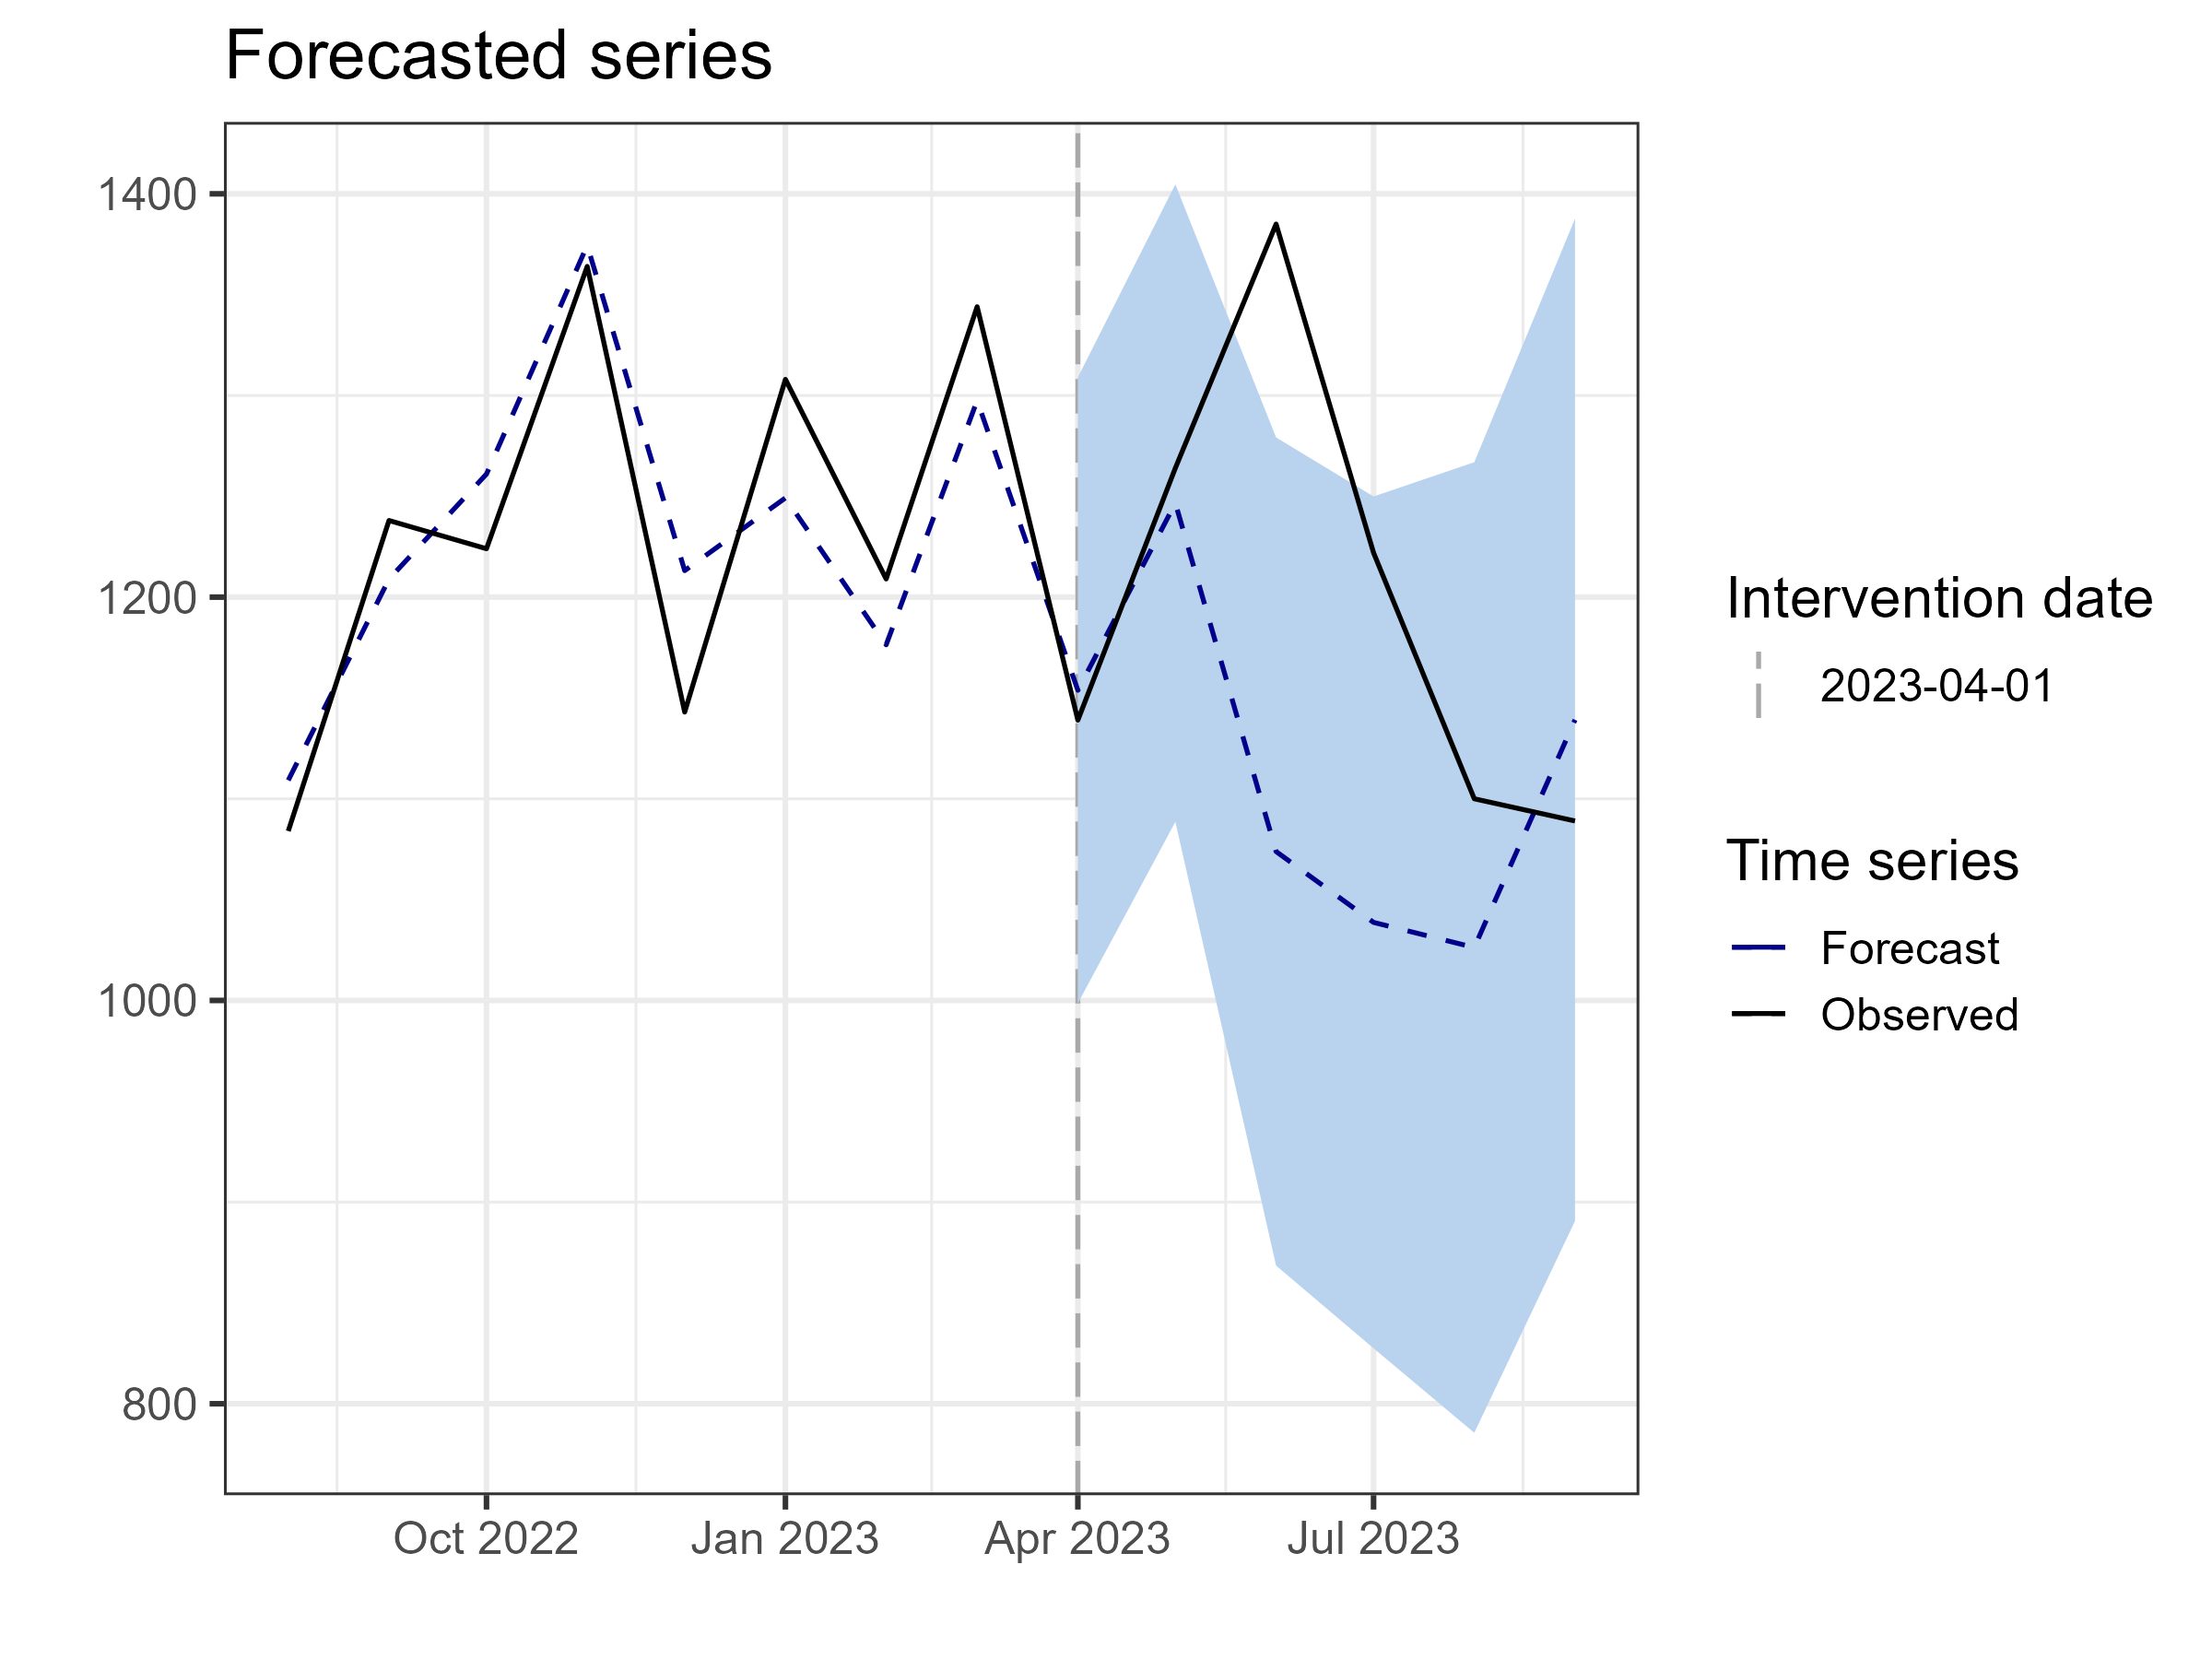 Forecasted series
1400
1200
1000
800
Oct 2022
Jan 2023
Apr 2023
Jul 2023
Intervention date
2023-04-01
Time series
Forecast
Observed